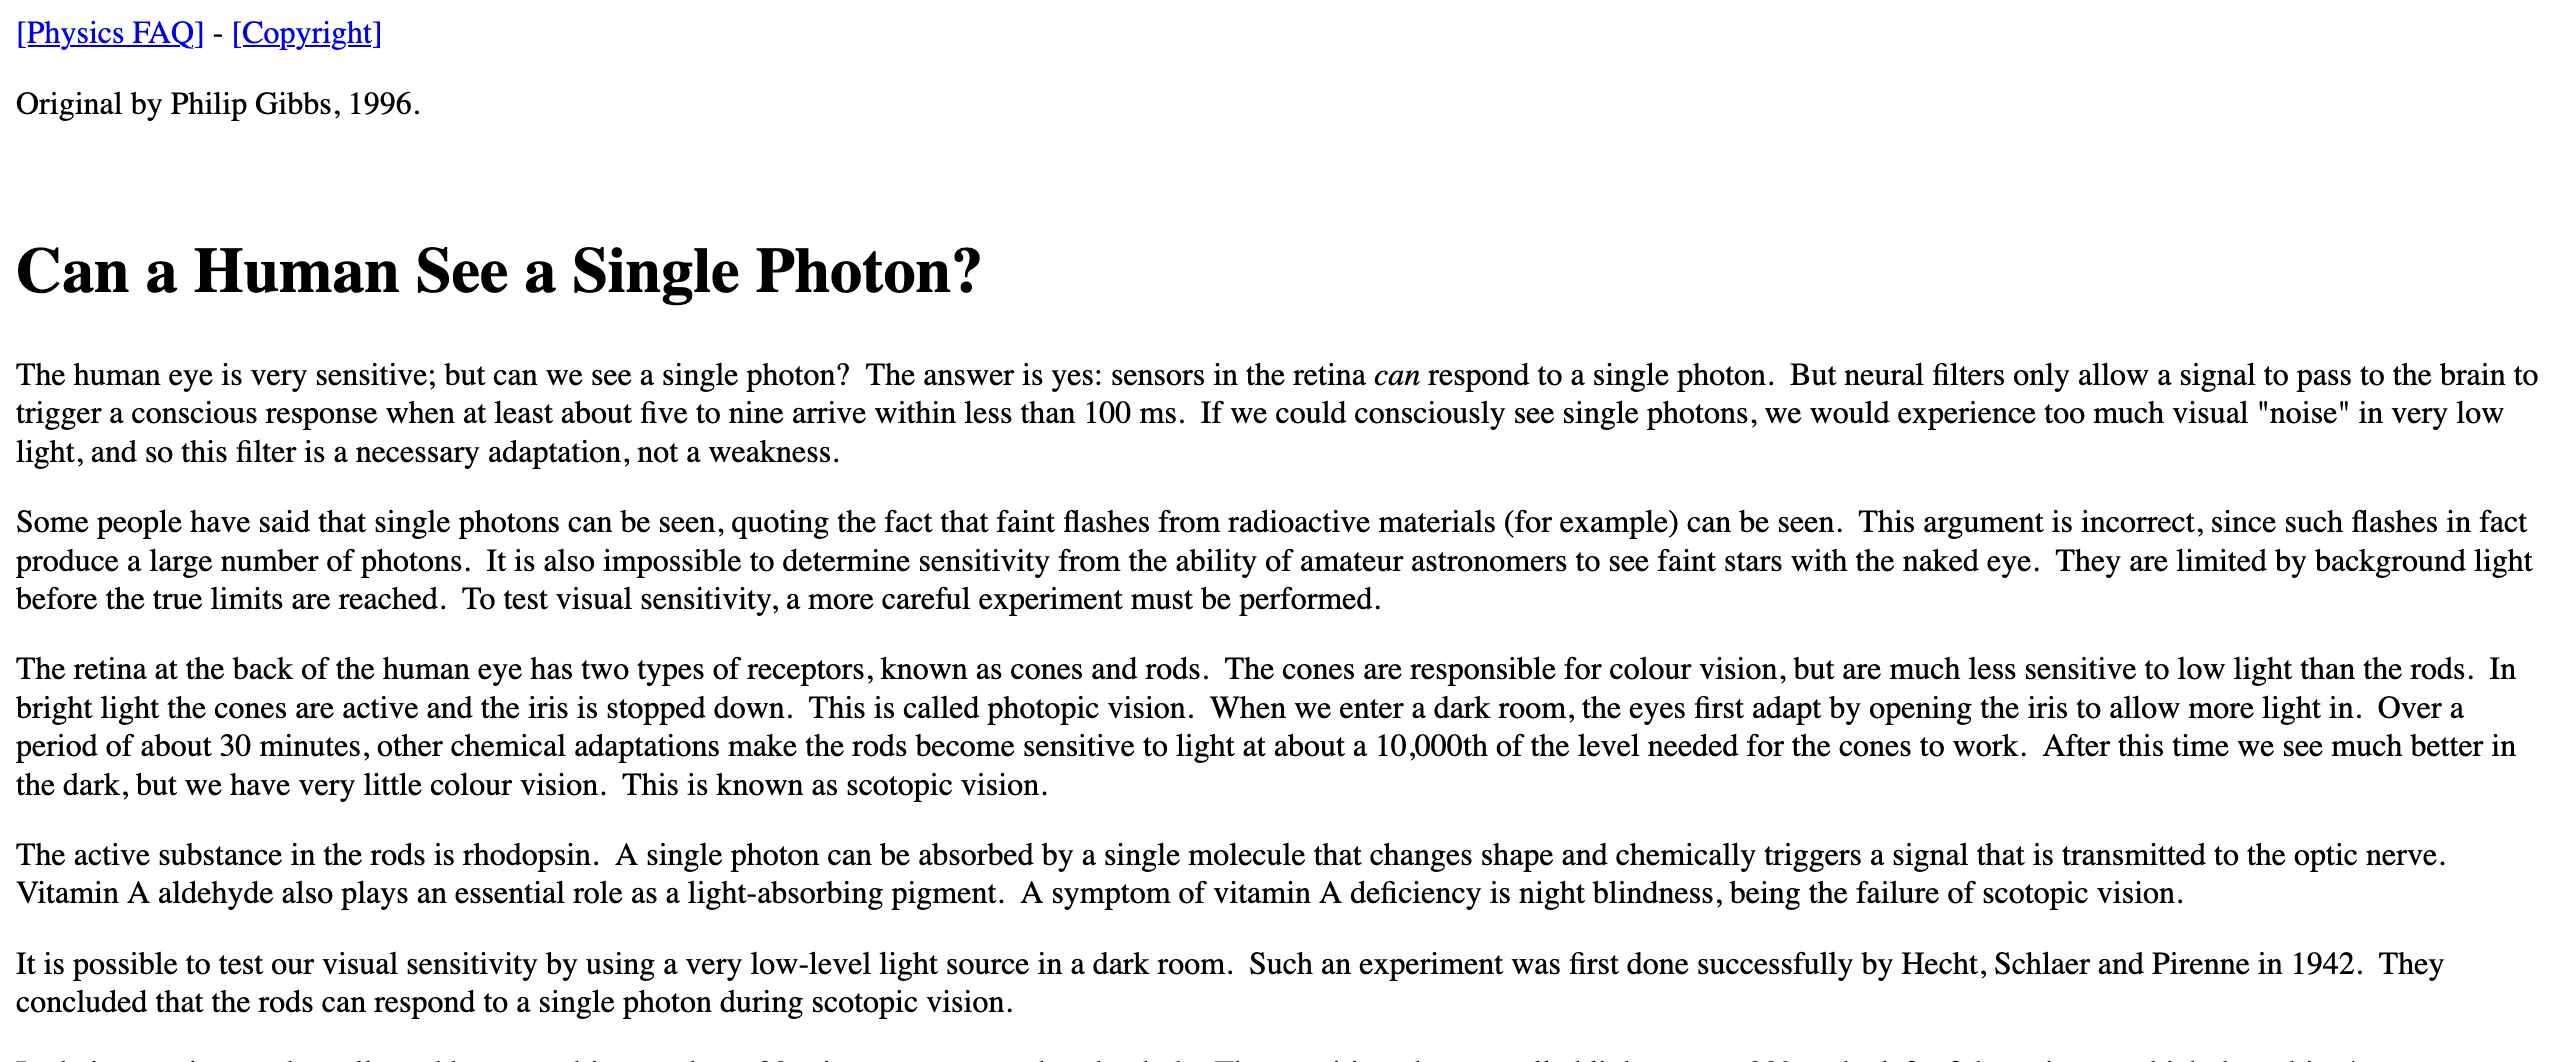 [Physics FAQ] - [Copyright]
Original by Philip Gibbs, 1996.
Can a Human See a Single Photon?
The human eye is very sensitive; but can we see a single photon?  The answer is yes: sensors in the retina can respond to a single photon.  But neural filters only allow a signal to pass to the brain to
trigger a conscious response when at least about five to nine arrive within less than 100 ms.  If we could consciously see single photons, we would experience too much visual "noise" in very low
light, and so this filter is a necessary adaptation, not a weakness.
Some people have said that single photons can be seen, quoting the fact that faint flashes from radioactive materials (for example) can be seen.  This argument is incorrect, since such flashes in fact
produce a large number of photons.  It is also impossible to determine sensitivity from the ability of amateur astronomers to see faint stars with the naked eye.  They are limited by background light
before the true limits are reached.  To test visual sensitivity, a more careful experiment must be performed.
The retina at the back of the human eye has two types of receptors, known as cones and rods.  The cones are responsible for colour vision, but are much less sensitive to low light than the rods.  In
bright light the cones are active and the iris is stopped down.  This is called photopic vision.  When we enter a dark room, the eyes first adapt by opening the iris to allow more light in.  Over a
period of about 30 minutes, other chemical adaptations make the rods become sensitive to light at about a 10,000th of the level needed for the cones to work.  After this time we see much better in
the dark, but we have very little colour vision.  This is known as scotopic vision.
The active substance in the rods is rhodopsin.  A single photon can be absorbed by a single molecule that changes shape and chemically triggers a signal that is transmitted to the optic nerve.
Vitamin A aldehyde also plays an essential role as a light-absorbing pigment.  A symptom of vitamin A deficiency is night blindness, being the failure of scotopic vision.
It is possible to test our visual sensitivity by using a very low-level light source in a dark room.  Such an experiment was first done successfully by Hecht, Schlaer and Pirenne in 1942.  They
concluded that the rods can respond to a single photon during scotopic vision.